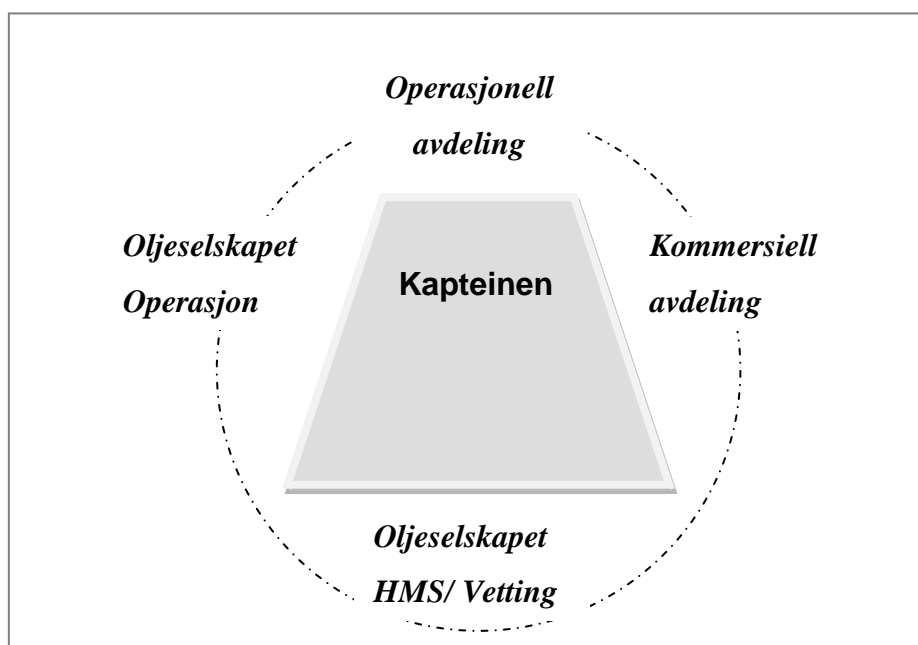 Operasjonell
avdeling
Oljeselskapet
Operasjon
Kommersiell
avdeling
Kapteinen
Oljeselskapet
HMS/ Vetting